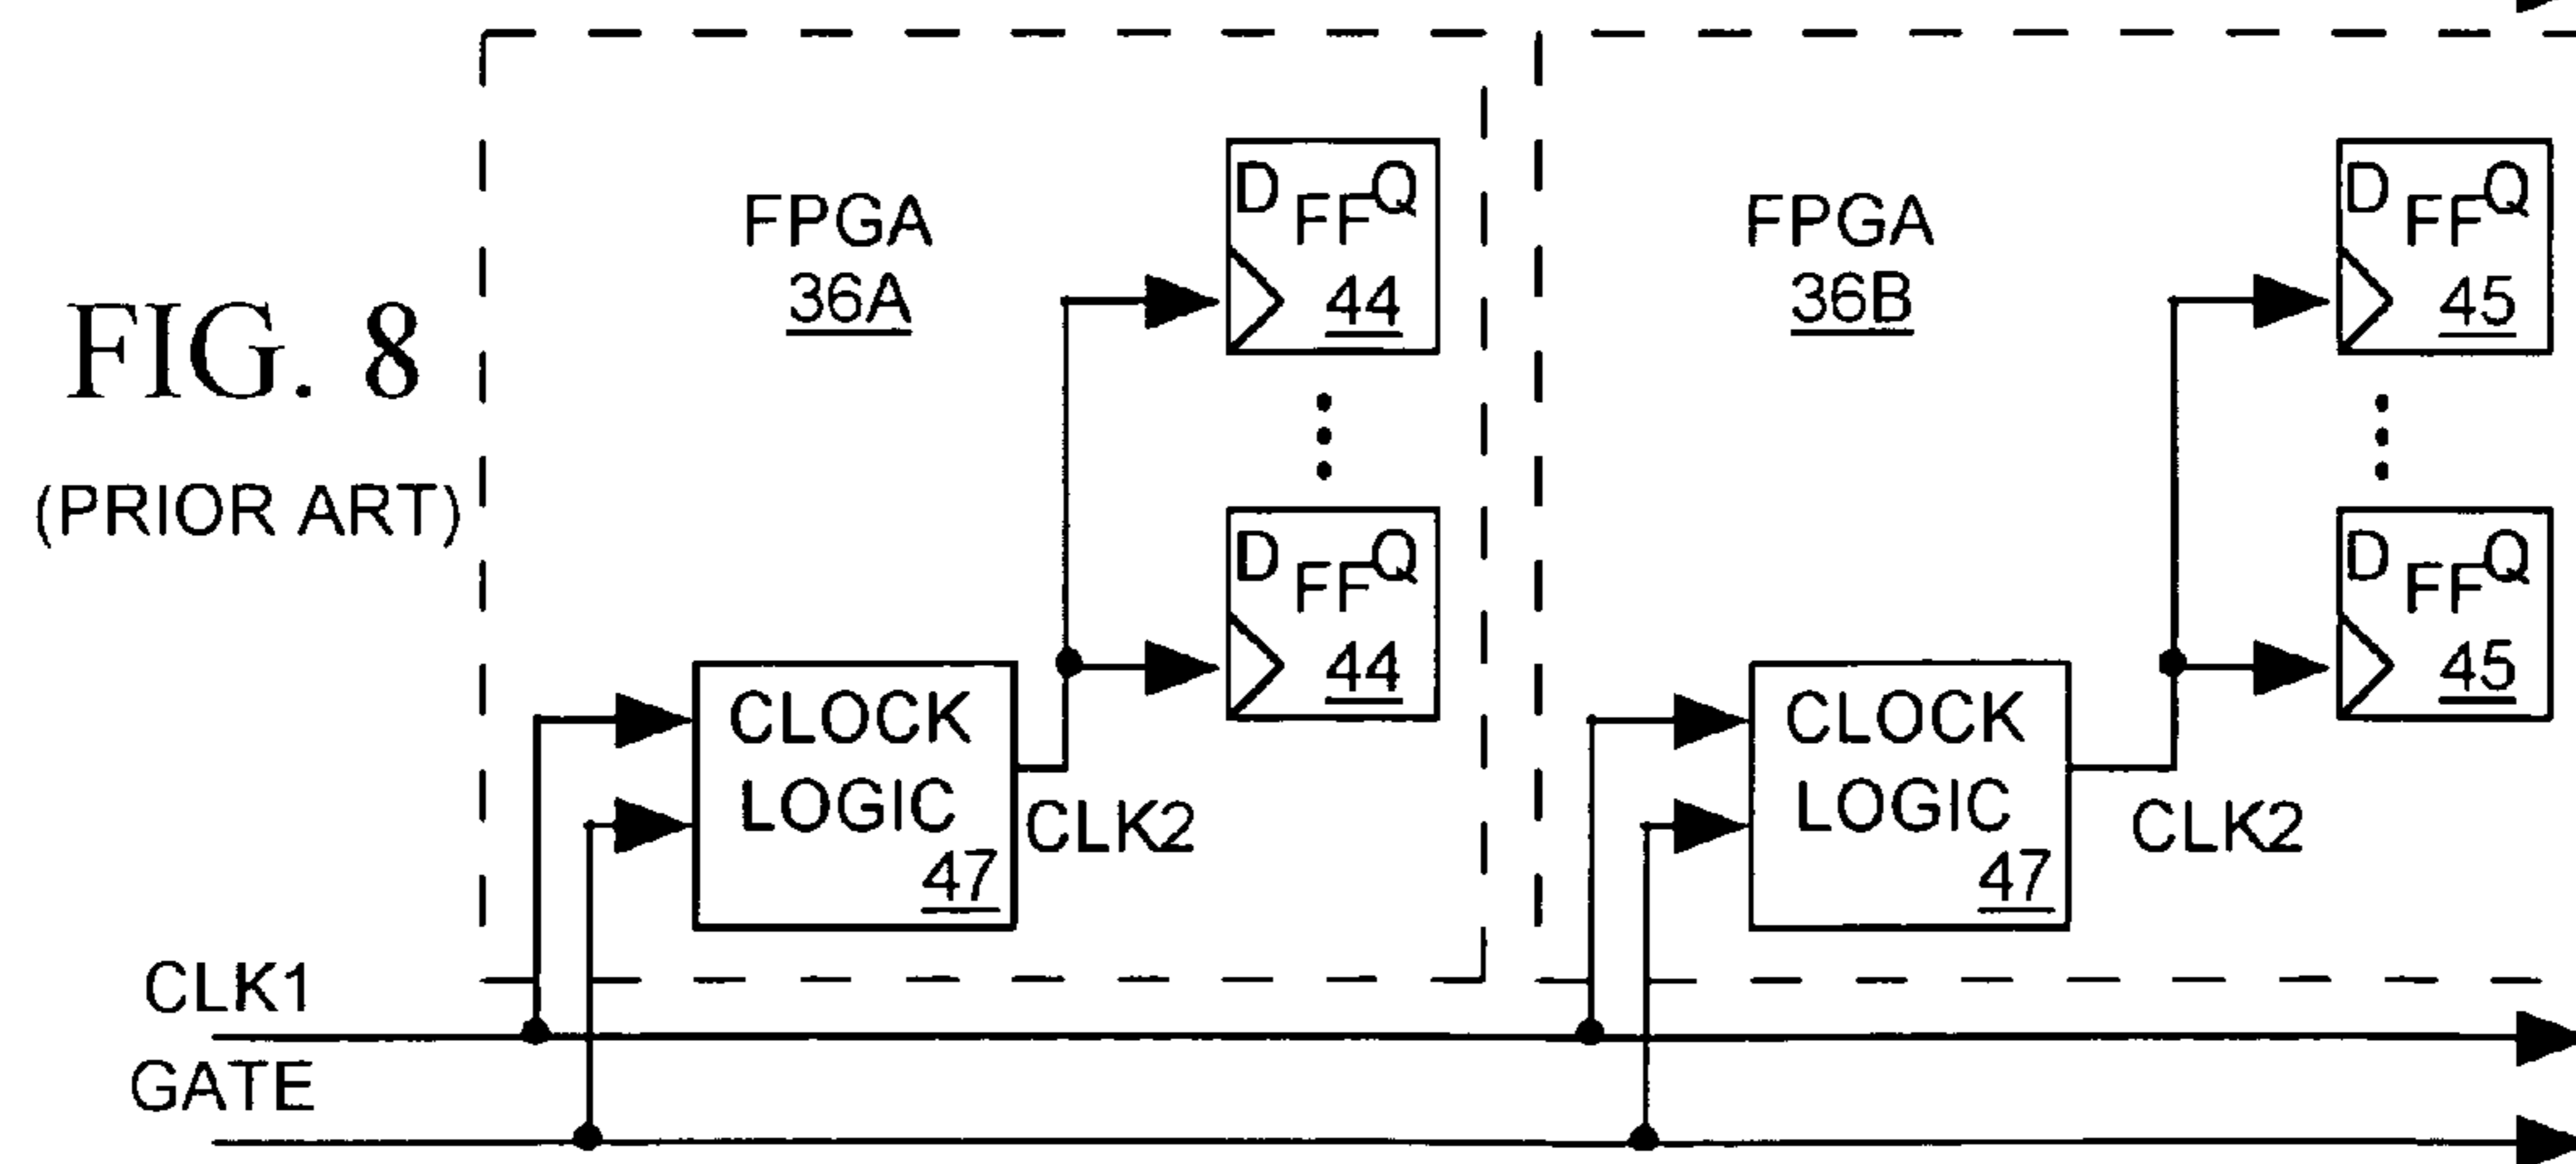 FIG. 8
(PRIOR ART)
FPGA
36A
D FF Q
44
D FF Q
44
CLOCK
LOGIC
47
CLK2
FPGA
36B
D FF Q
45
D FF Q
45
CLOCK
LOGIC
47
CLK2
CLK1
GATE